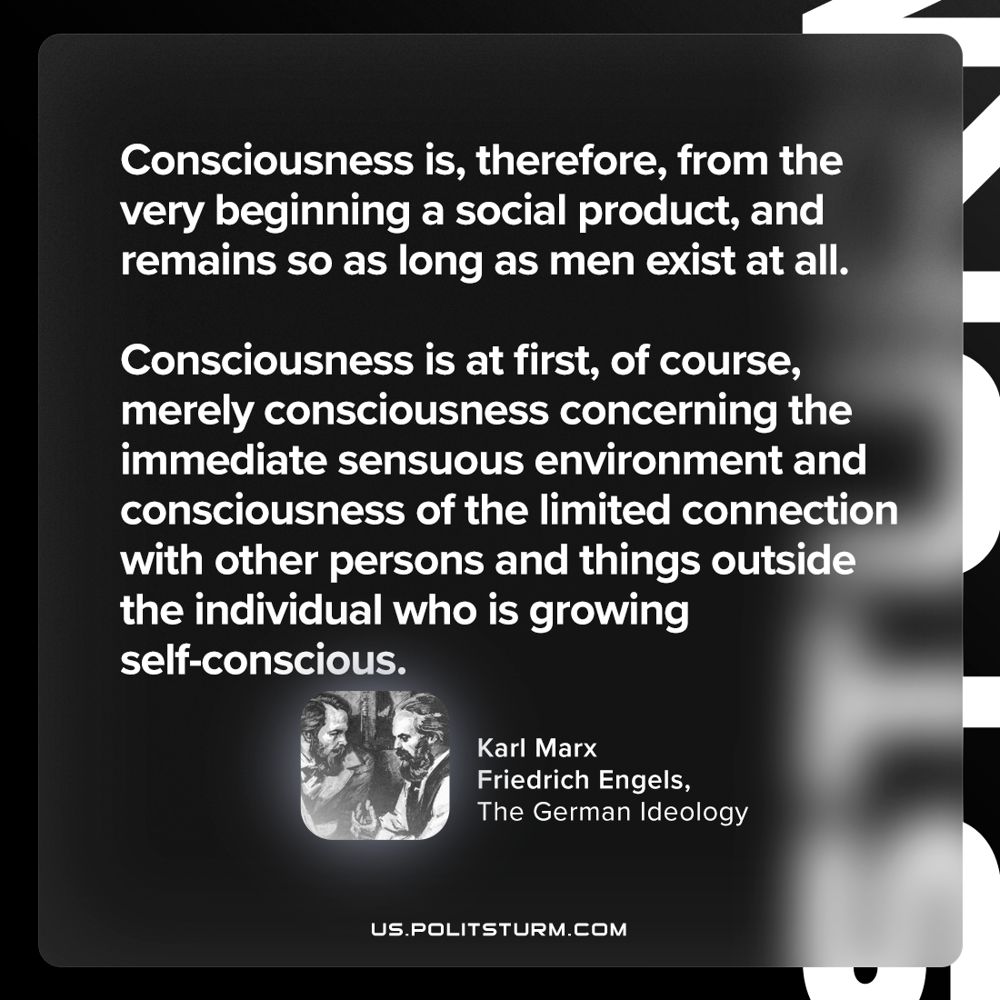 Consciousness is, therefore, from the
very beginning a social product, and
remains so as long as men exist at all.
Consciousness is at first, of course,
merely consciousness concerning the
immediate sensuous environment and
consciousness of the limited connection
with other persons and things outside
the individual who is growing
self-conscious.
Karl Marx
Friedrich Engels,
The German Ideology
US.POLITSTURM.COM